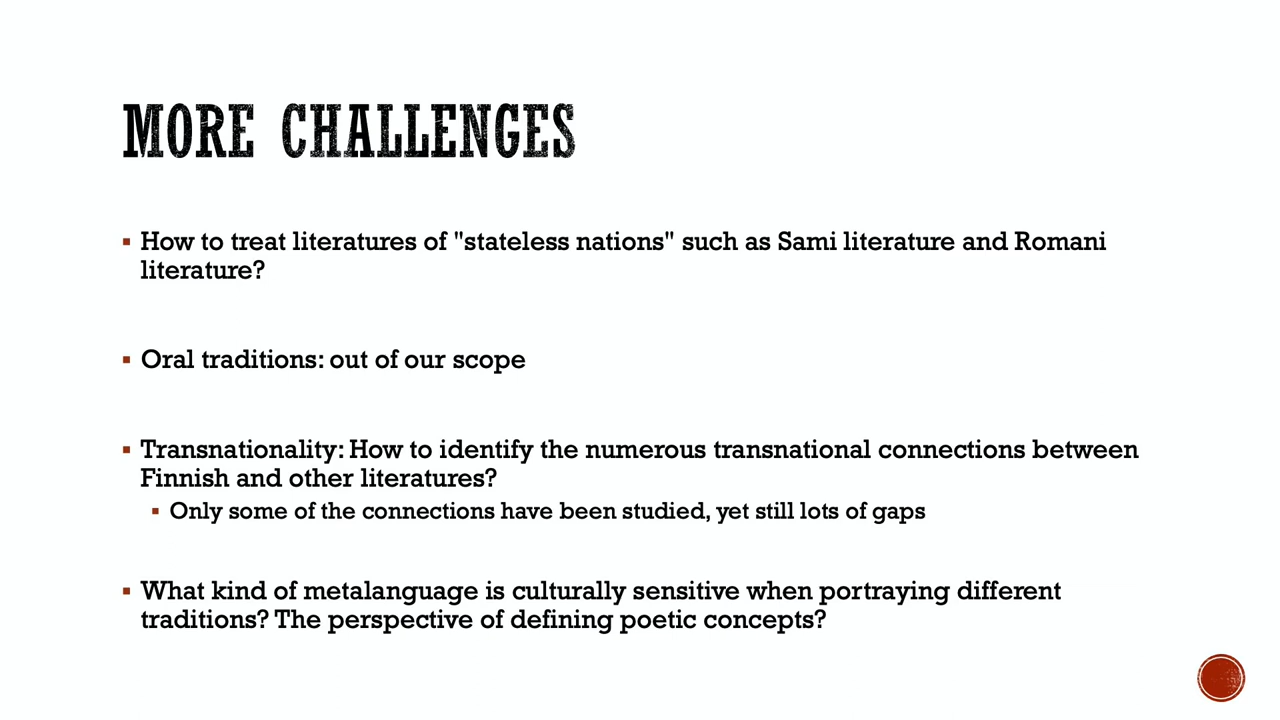 MORE CHALLENGES
▪ How to treat literatures of "stateless nations" such as Sami literature and Romani
literature?
▪ Oral traditions: out of our scope
▪ Transnationality: How to identify the numerous transnational connections between
Finnish and other literatures?
▪ Only some of the connections have been studied, yet still lots of gaps
▪ What kind of metalanguage is culturally sensitive when portraying different
traditions? The perspective of defining poetic concepts?